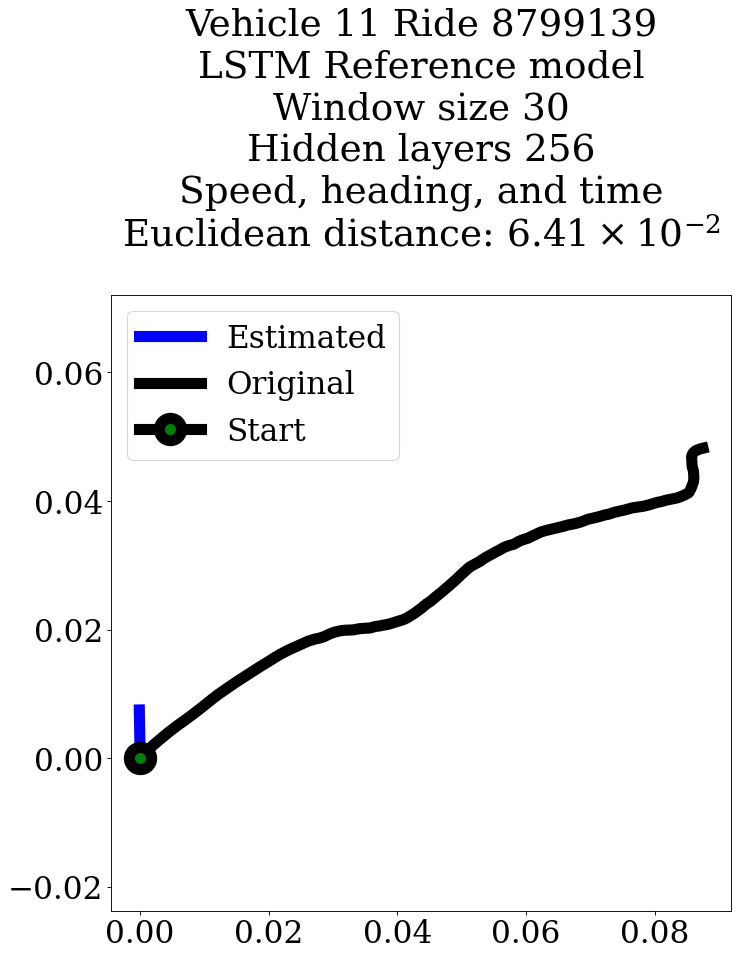 Vehicle 11 Ride 8799139
LSTM Reference model
Window size 30
Hidden layers 256
Speed, heading, and time
Euclidean distance: 6.41 × 10⁻²
Estimated
Original
Start
0.06
0.04
0.02
0.00
−0.02
0.00 0.02 0.04 0.06 0.08